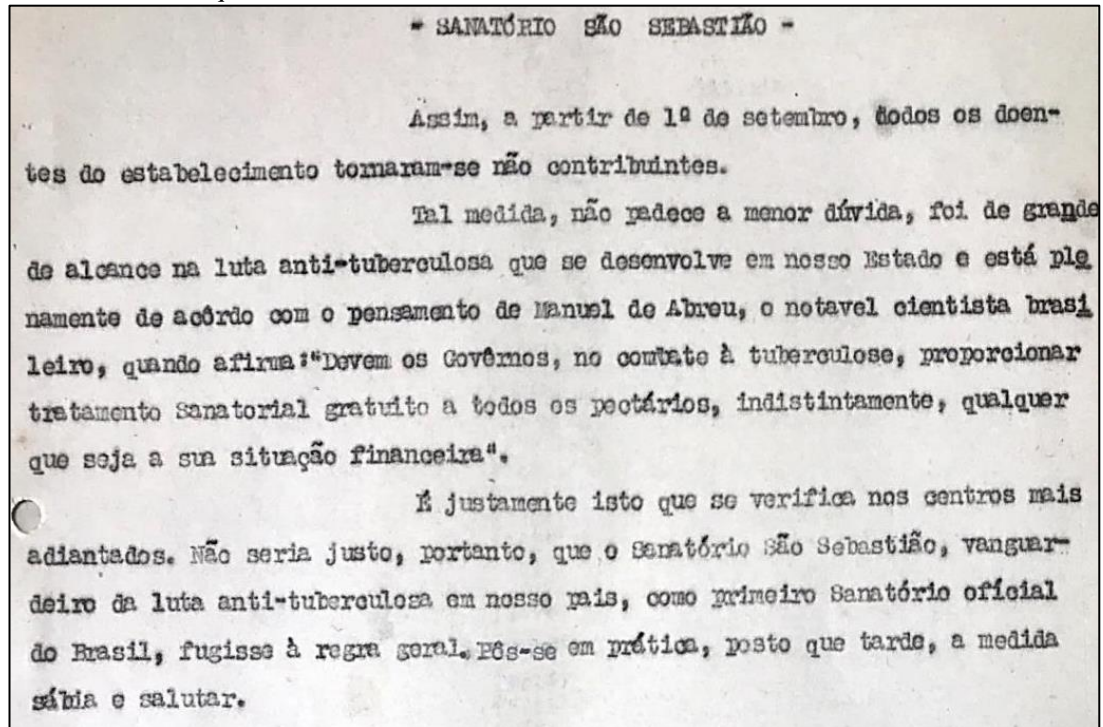 - SANATÓRIO SÃO SEBASTIÃO -
Assim, a partir de 1º de setembro, dodos os doen-
tes do estabelecimento tornaram-se não contribuintes.
Tal medida, não padece a menor dúvida, foi de grande
de alcance na luta anti-tuberculosa que se desenvolve em nosso Estado e está ple
namente de acôrdo com o pensamento de Manuel de Abreu, o notavel cientista brasi
leiro, quando afirma:"Devem os Govêrnos, no combate à tuberculose, proporcionar
tratamento Sanatorial gratuito a todos os pectários, indistintamente, qualquer
que seja a sua situação financeira".
É justamente isto que se verifica nos centros mais
adiantados. Não seria justo, portanto, que o Sanatório São Sebastião, vanguar-
deiro da luta anti-tuberculosa em nosso pais, como primeiro Sanatório oficial
do Brasil, fugisse à regra geral. Pôs-se em prática, posto que tarde, a medida
sábia e salutar.